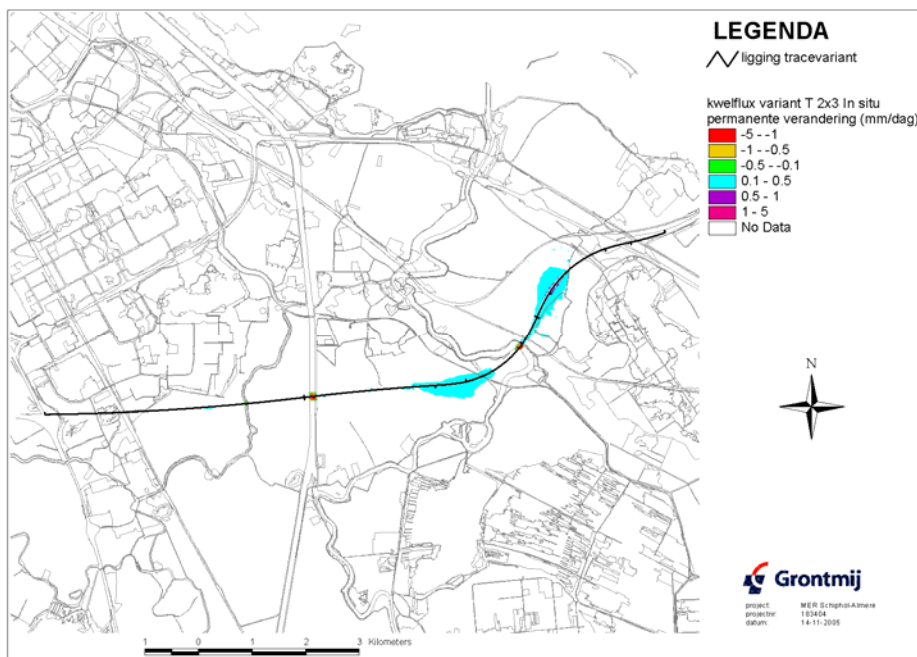 LEGENDA
ligging tracevariant
kwelflux variant T 2x3 In situ
permanente verandering (mm/dag)
-5 - -1
-1 - -0.5
-0.5 - -0.1
0.1 - 0.5
0.5 - 1
1 - 5
No Data
N
Grontmij
project: MER Schiphol-Almere
projectnr: 183404
datum: 14-11-2005
1 0 1 2 3 Kilometers